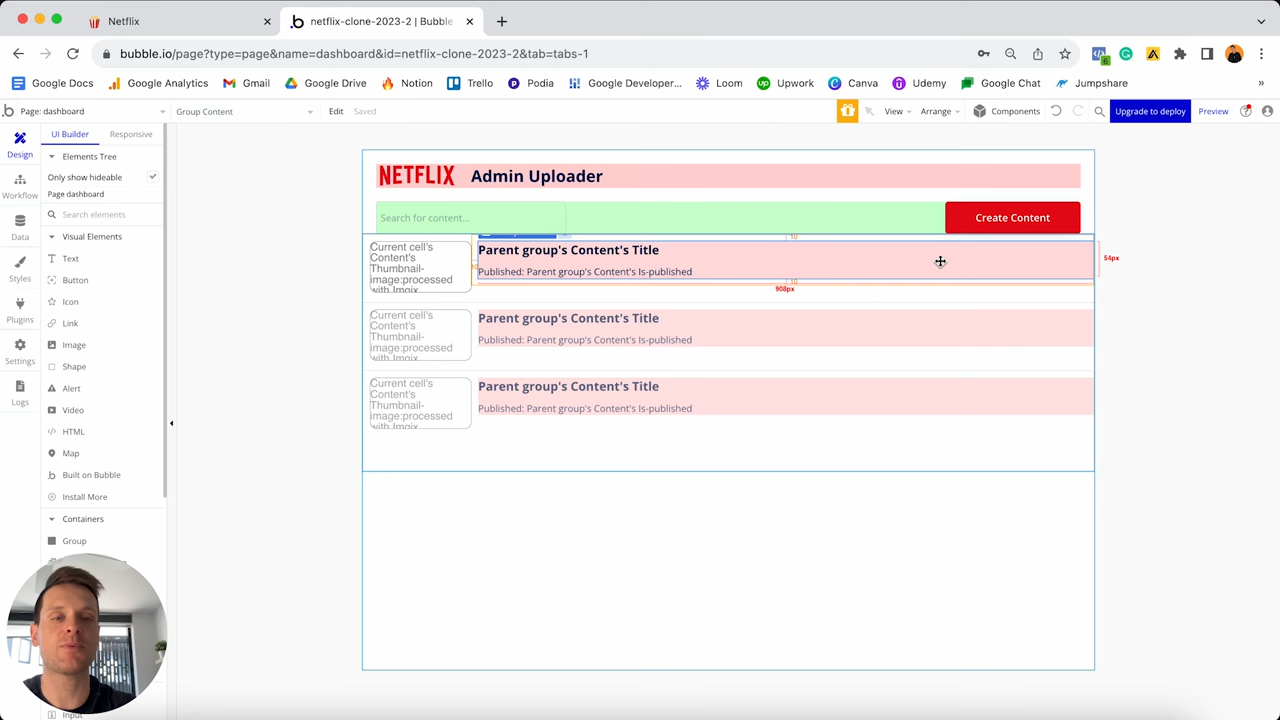 Netflix
netflix-clone-2023-2 | Bubble
bubble.io/page?type=page&name=dashboard&id=netflix-clone-2023-2&tab=tabs-1
6
Google Docs
Google Analytics
Gmail
Google Drive
Notion
Trello
Podia
Google Developer...
Loom
Upwork
Canva
Udemy
Google Chat
Jumpshare
»
Page: dashboard
Group Content
Edit
Saved
View
Arrange
Components
Upgrade to deploy
Preview
Design
Workflow
Data
Styles
Plugins
Settings
Logs
UI Builder
Responsive
Elements Tree
Only show hideable
Page dashboard
Search elements
Visual Elements
Text
Button
Icon
Link
Image
Shape
Alert
Video
HTML
Map
Built on Bubble
Install More
Containers
Group
Input
NETFLIX
Admin Uploader
Search for content...
Create Content
Current cell's
Content's
Thumbnail-
image:processed
with Imgix
Parent group's Content's Title
Published: Parent group's Content's Is-published
10
10
10
908px
54px
Current cell's
Content's
Thumbnail-
image:processed
with Imgix
Parent group's Content's Title
Published: Parent group's Content's Is-published
Current cell's
Content's
Thumbnail-
image:processed
with Imgix
Parent group's Content's Title
Published: Parent group's Content's Is-published